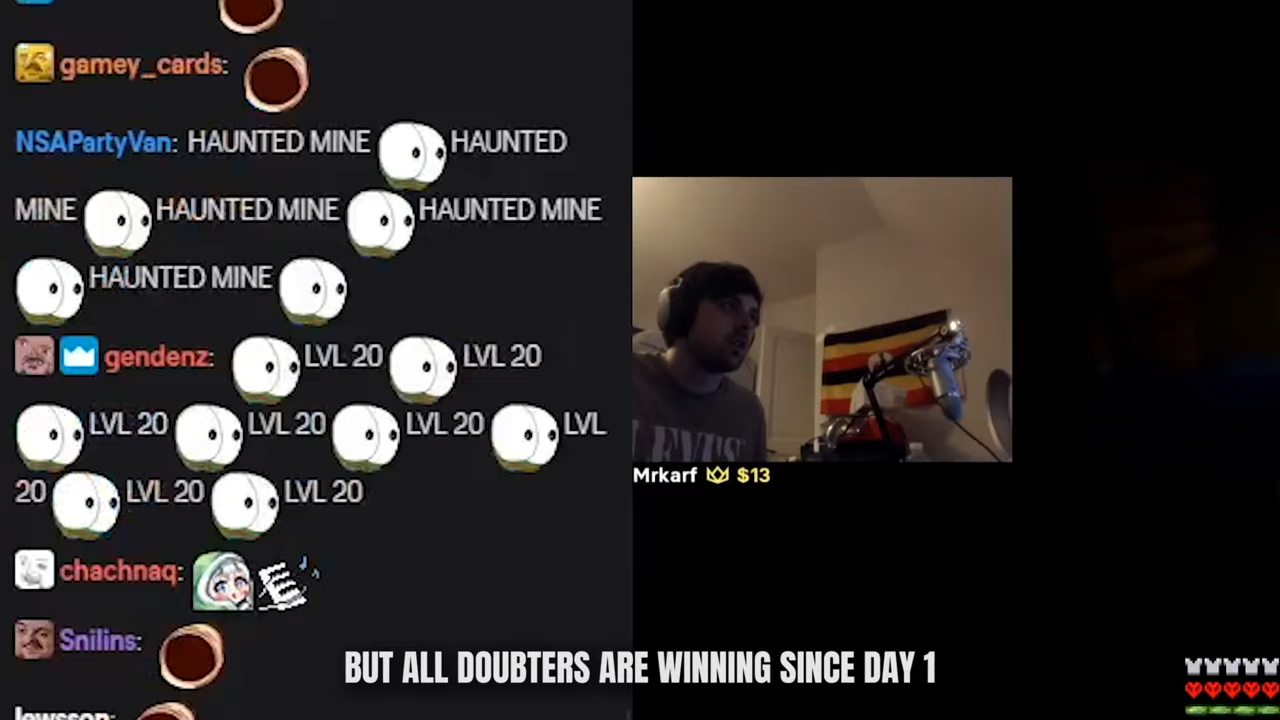 gamey_cards:
NSAPartyVan: HAUNTED MINE HAUNTED
MINE HAUNTED MINE HAUNTED MINE
HAUNTED MINE
gendenz: LVL 20 LVL 20
LVL 20 LVL 20 LVL 20 LVL
20 LVL 20 LVL 20
chachnaq:
Snilins:
Mrkarf $13
BUT ALL DOUBTERS ARE WINNING SINCE DAY 1